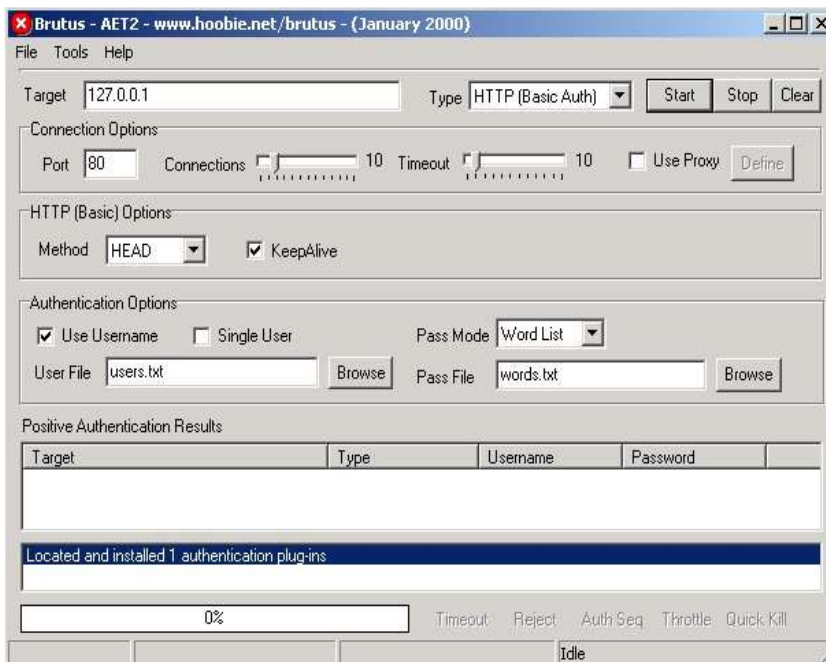 Brutus - AET2 - www.hoobie.net/brutus - (January 2000)
File Tools Help
Target 127.0.0.1 Type HTTP (Basic Auth) Start Stop Clear
Connection Options
Port 80 Connections 10 Timeout 10 Use Proxy Define
HTTP (Basic) Options
Method HEAD KeepAlive
Authentication Options
Use Username Single User Pass Mode Word List
User File users.txt Browse Pass File words.txt Browse
Positive Authentication Results
Target Type Username Password
Located and installed 1 authentication plug-ins
0% Timeout Reject Auth Seq Throttle Quick Kill
Idle